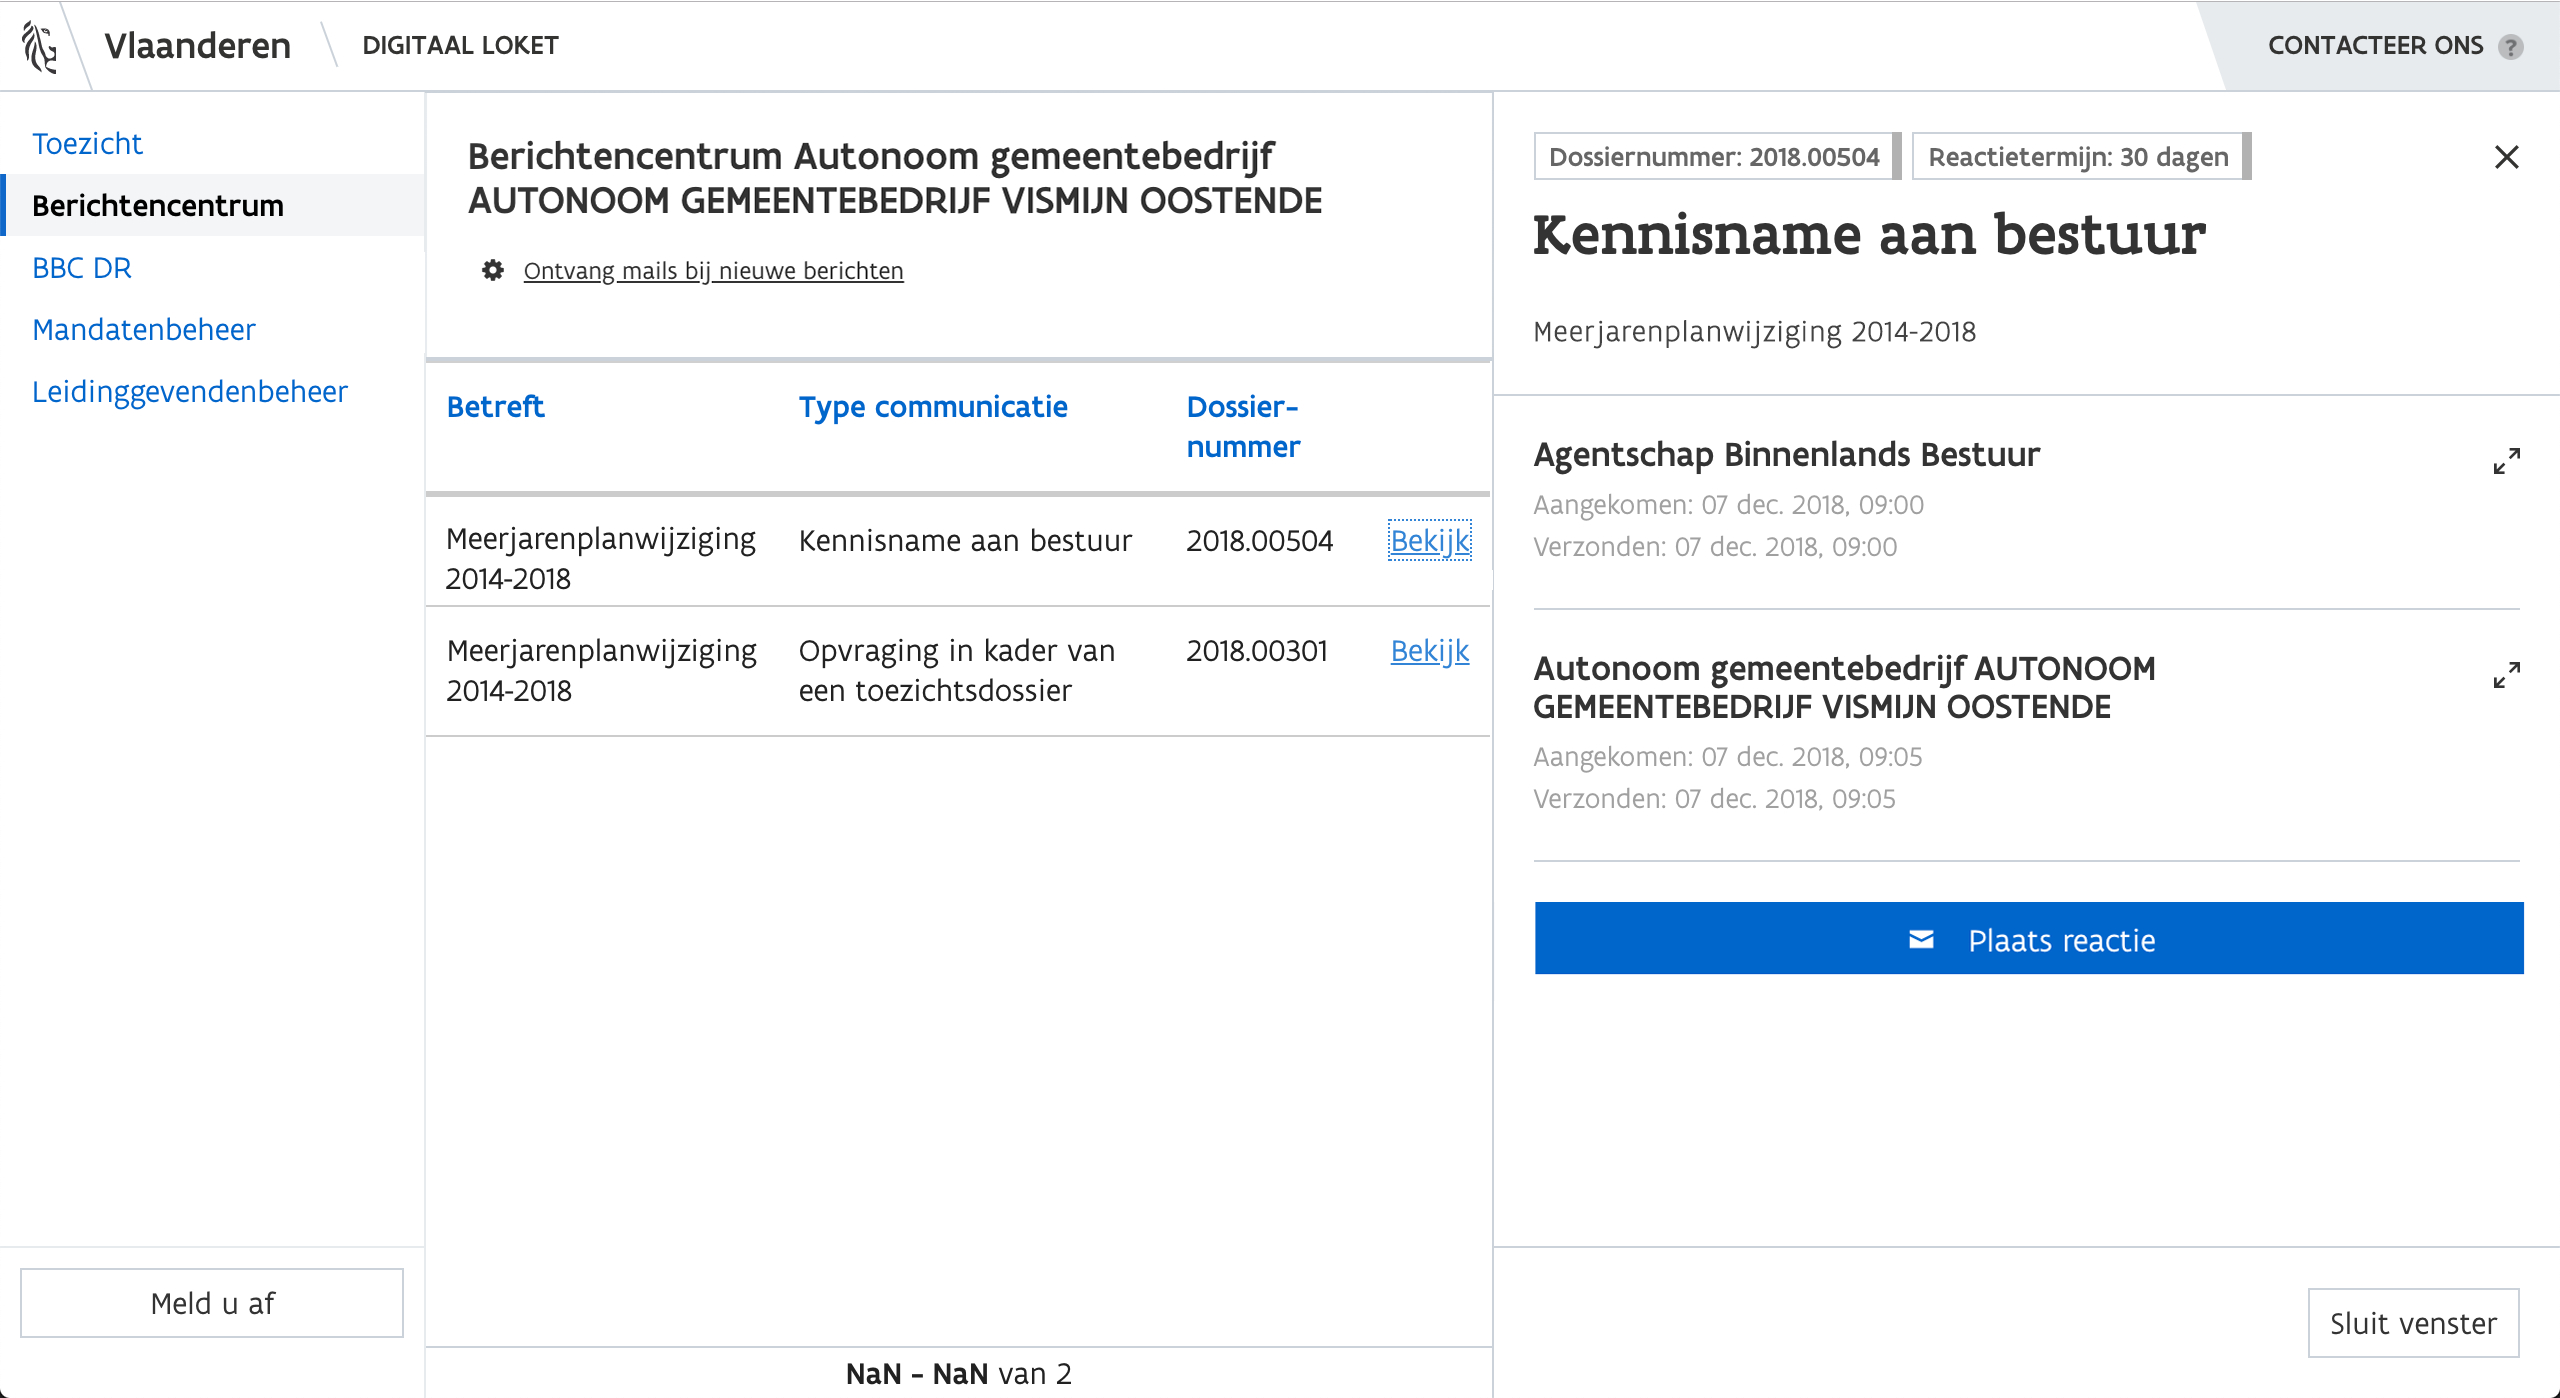 Vlaanderen
DIGITAAL LOKET
CONTACTEER ONS ?
Toezicht
Berichtencentrum
BBC DR
Mandatenbeheer
Leidinggevendenbeheer
Meld u af
Berichtencentrum Autonoom gemeentebedrijf
AUTONOOM GEMEENTEBEDRIJF VISMIJN OOSTENDE
Ontvang mails bij nieuwe berichten
Betreft Type communicatie Dossier-
nummer
Meerjarenplanwijziging Kennisname aan bestuur 2018.00504 Bekijk
2014-2018
Meerjarenplanwijziging Opvraging in kader van 2018.00301 Bekijk
2014-2018 een toezichtsdossier
NaN - NaN van 2
Dossiernummer: 2018.00504 Reactietermijn: 30 dagen
Kennisname aan bestuur
Meerjarenplanwijziging 2014-2018
Agentschap Binnenlands Bestuur
Aangekomen: 07 dec. 2018, 09:00
Verzonden: 07 dec. 2018, 09:00
Autonoom gemeentebedrijf AUTONOOM
GEMEENTEBEDRIJF VISMIJN OOSTENDE
Aangekomen: 07 dec. 2018, 09:05
Verzonden: 07 dec. 2018, 09:05
Plaats reactie
Sluit venster